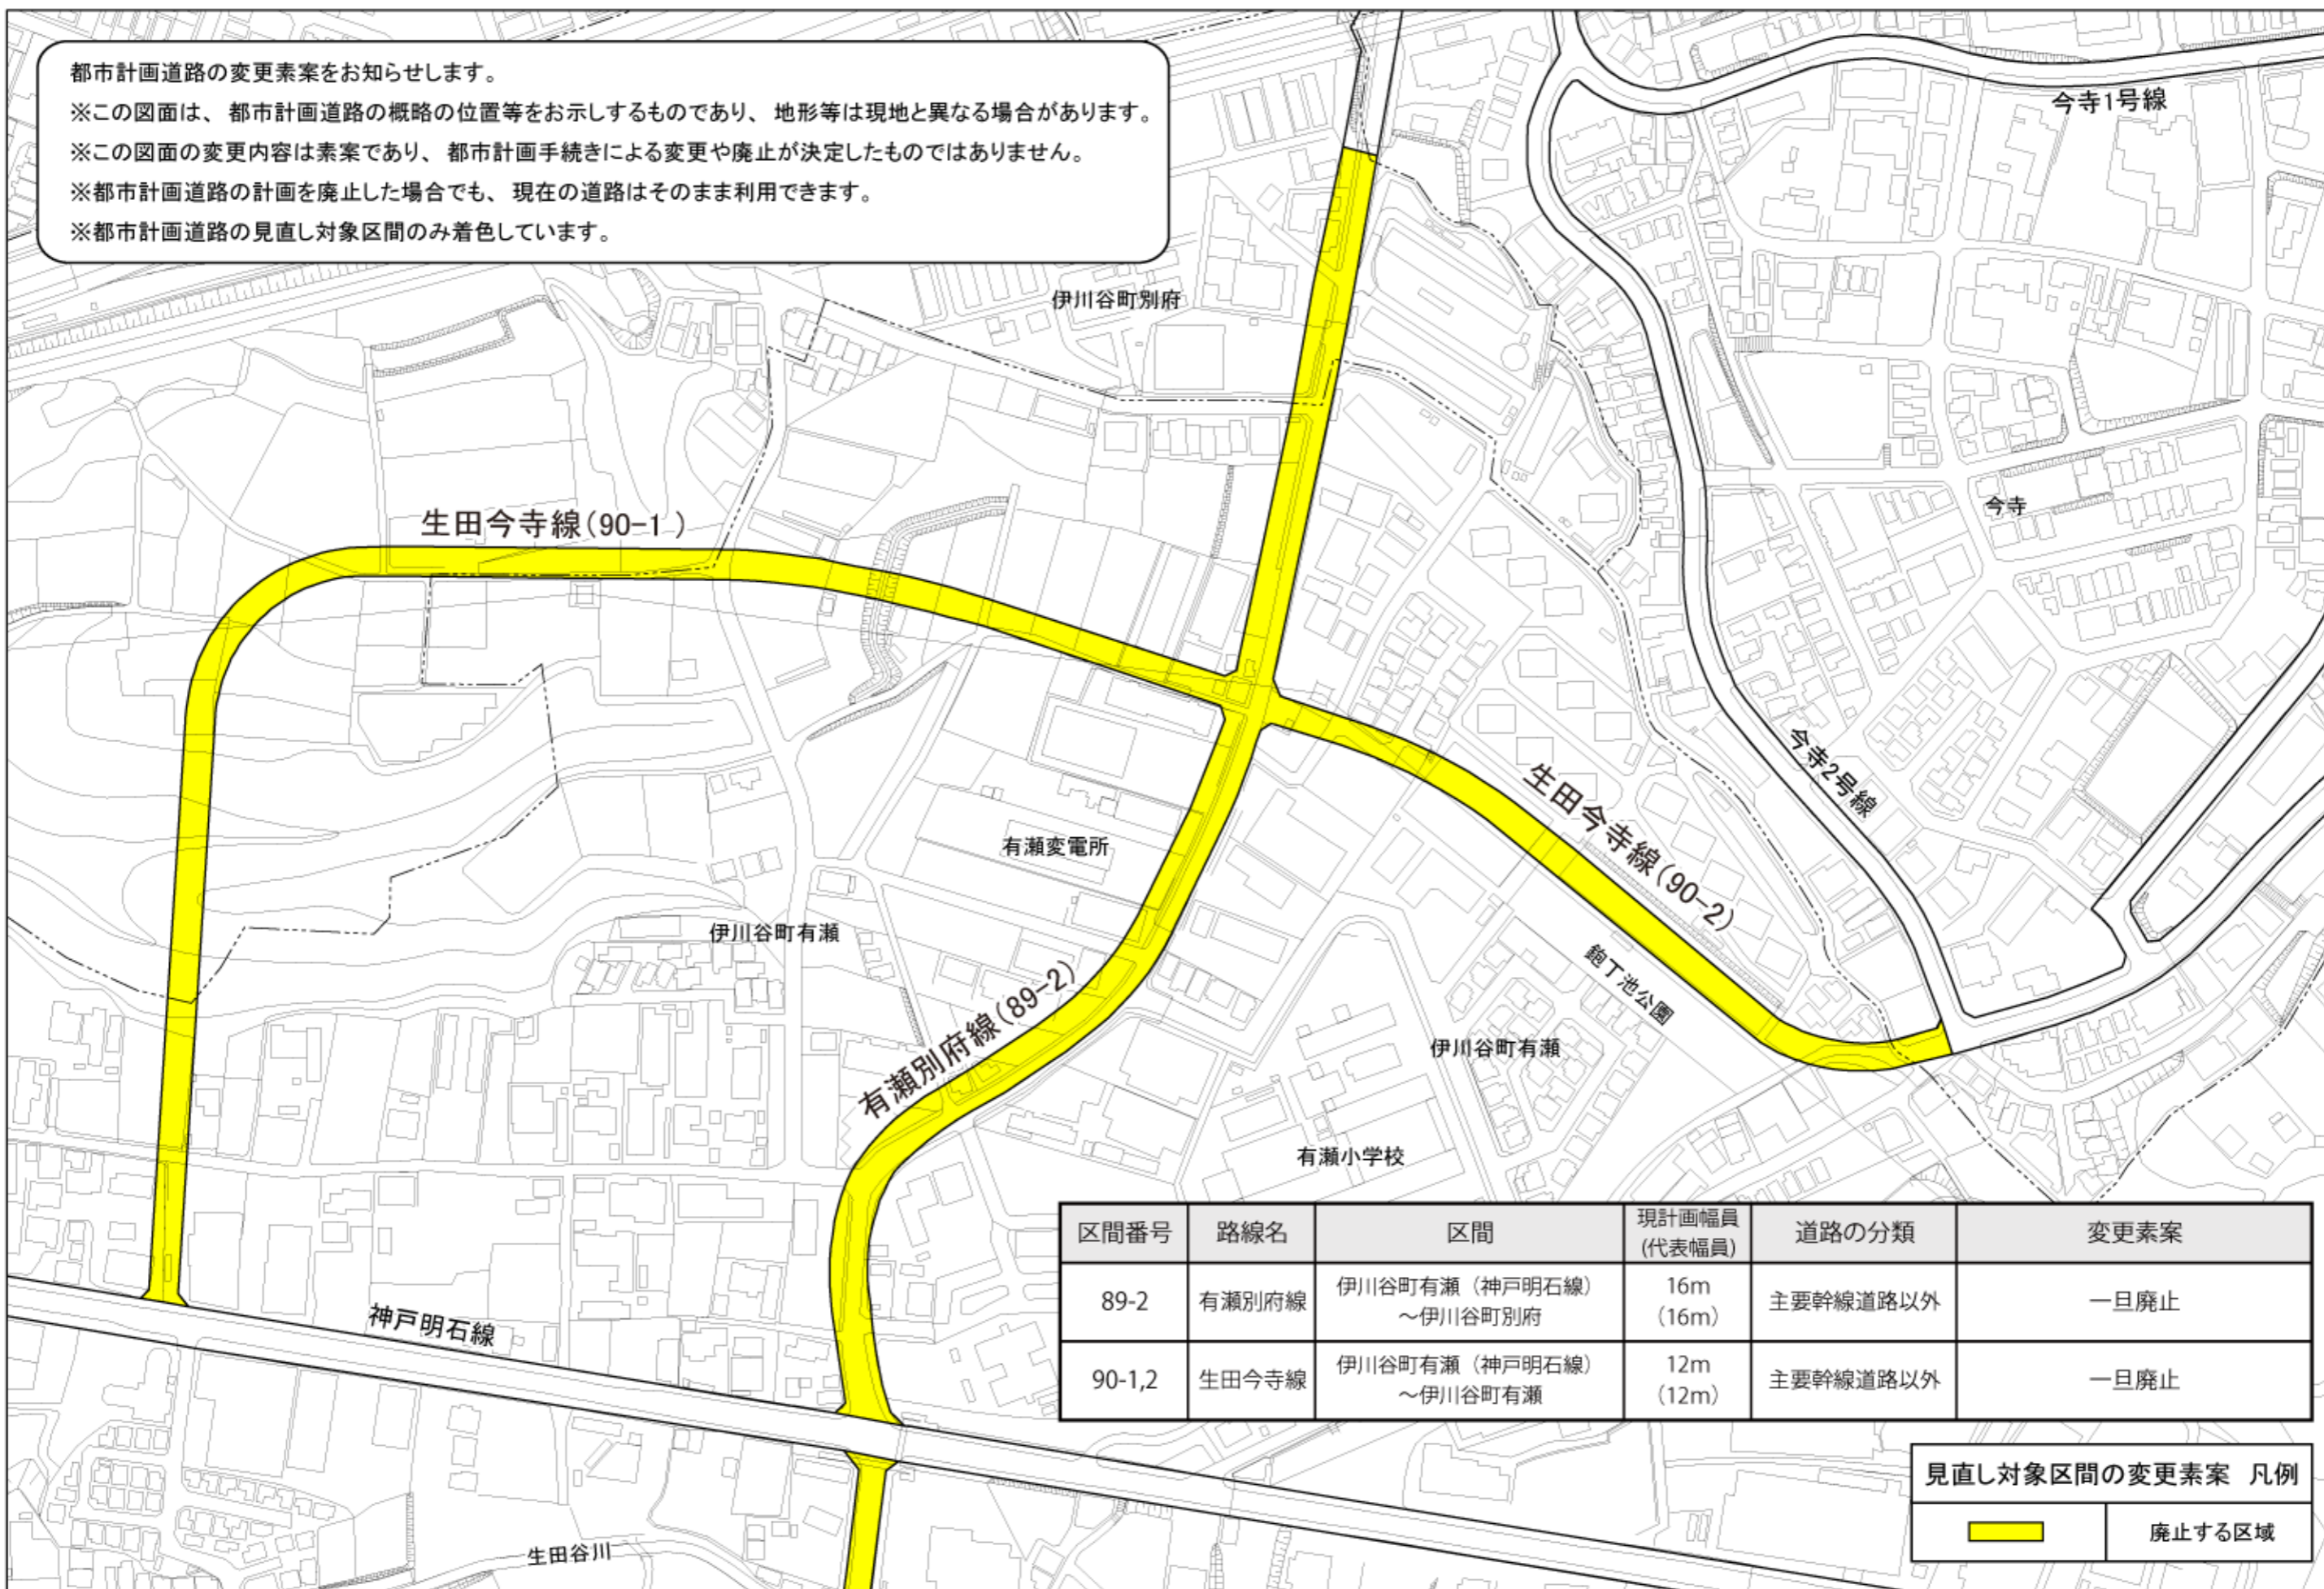 都市計画道路の変更素案をお知らせします。
※この図面は、都市計画道路の概略の位置等をお示しするものであり、地形等は現地と異なる場合があります。
※この図面の変更内容は素案であり、都市計画手続きによる変更や廃止が決定したものではありません。
※都市計画道路の計画を廃止した場合でも、現在の道路はそのまま利用できます。
※都市計画道路の見直し対象区間のみ着色しています。
今寺1号線
伊川谷町別府
今寺
生田今寺線(90-1)
今寺2号線
生田今寺線(90-2)
有瀬変電所
伊川谷町有瀬
鉋丁池公園
有瀬別府線(89-2)
伊川谷町有瀬
有瀬小学校
神戸明石線
生田谷川
区間番号 路線名 区間 現計画幅員 道路の分類 変更素案
(代表幅員)
89-2 有瀬別府線 伊川谷町有瀬（神戸明石線） 16m 主要幹線道路以外 一旦廃止
～伊川谷町別府 （16m）
90-1,2 生田今寺線 伊川谷町有瀬（神戸明石線） 12m 主要幹線道路以外 一旦廃止
～伊川谷町有瀬 （12m）
見直し対象区間の変更素案 凡例
廃止する区域